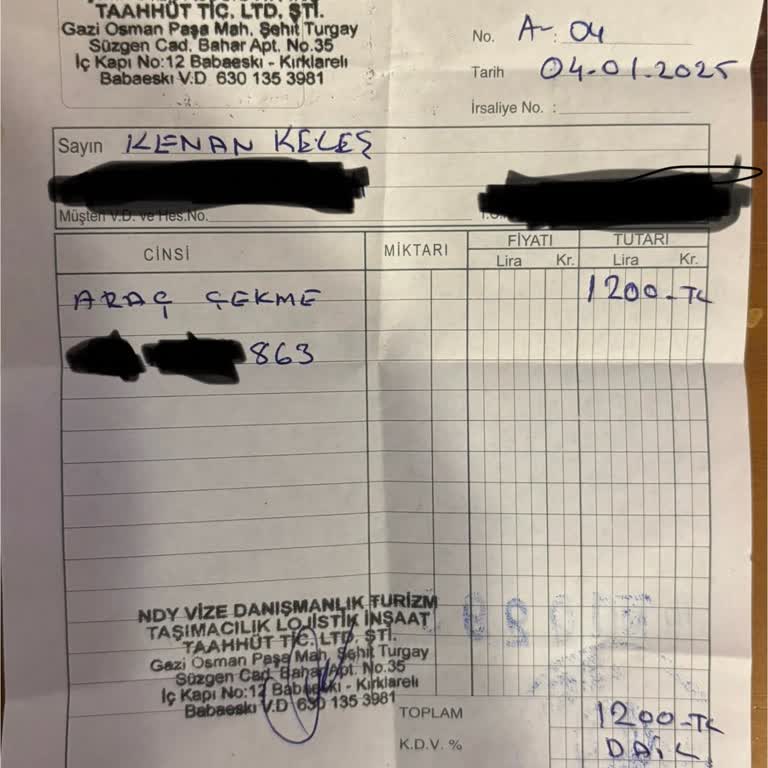 TAAHHÜT TİC. LTD. ŞTİ.
Gazi Osman Paşa Mah. Şehit Turgay
Süzgen Cad. Bahar Apt. No.35
İç Kapı No:12 Babaeski - Kırklareli
Babaeski V.D 630 135 3981
No. A-: 04
Tarih 04-01.2025
İrsaliye No. :
Sayın KENAN KELEŞ
Müşteri V.D. ve Hes.No.
CİNSİ MİKTARI FİYATI TUTARI
Lira Kr. Lira Kr.
ARAÇ ÇEKME 1200-TL
863
NDY VİZE DANIŞMANLIK TURİZM
TAŞIMACILIK LOJİSTİK İNŞAAT
TAAHHÜT TİC. LTD. ŞTİ.
Gazi Osman Paşa Mah. Şehit Turgay
Süzgen Cad. Bahar Apt. No.35
İç Kapı No:12 Babaeski - Kırklareli
Babaeski V.D 630 135 3981
TOPLAM 1200-TL
K.D.V. % DAİL